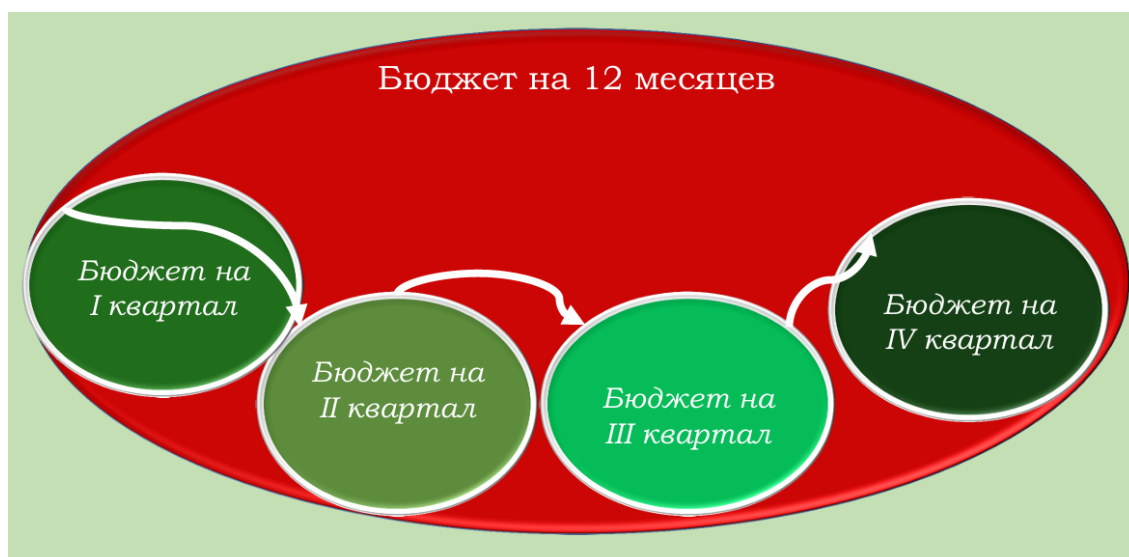 Бюджет на 12 месяцев
Бюджет на
I квартал
Бюджет на
II квартал
Бюджет на
III квартал
Бюджет на
IV квартал